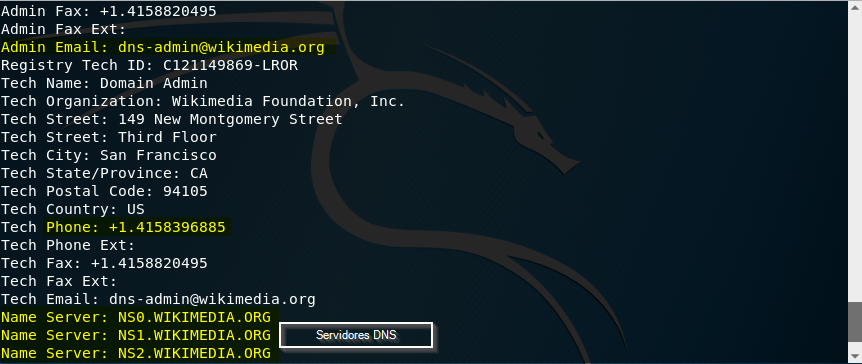 Admin Fax: +1.4158820495
Admin Fax Ext:
Admin Email: dns-admin@wikimedia.org
Registry Tech ID: C121149869-LROR
Tech Name: Domain Admin
Tech Organization: Wikimedia Foundation, Inc.
Tech Street: 149 New Montgomery Street
Tech Street: Third Floor
Tech City: San Francisco
Tech State/Province: CA
Tech Postal Code: 94105
Tech Country: US
Tech Phone: +1.4158396885
Tech Phone Ext:
Tech Fax: +1.4158820495
Tech Fax Ext:
Tech Email: dns-admin@wikimedia.org
Name Server: NS0.WIKIMEDIA.ORG
Name Server: NS1.WIKIMEDIA.ORG
Servidores DNS
Name Server: NS2.WIKIMEDIA.ORG